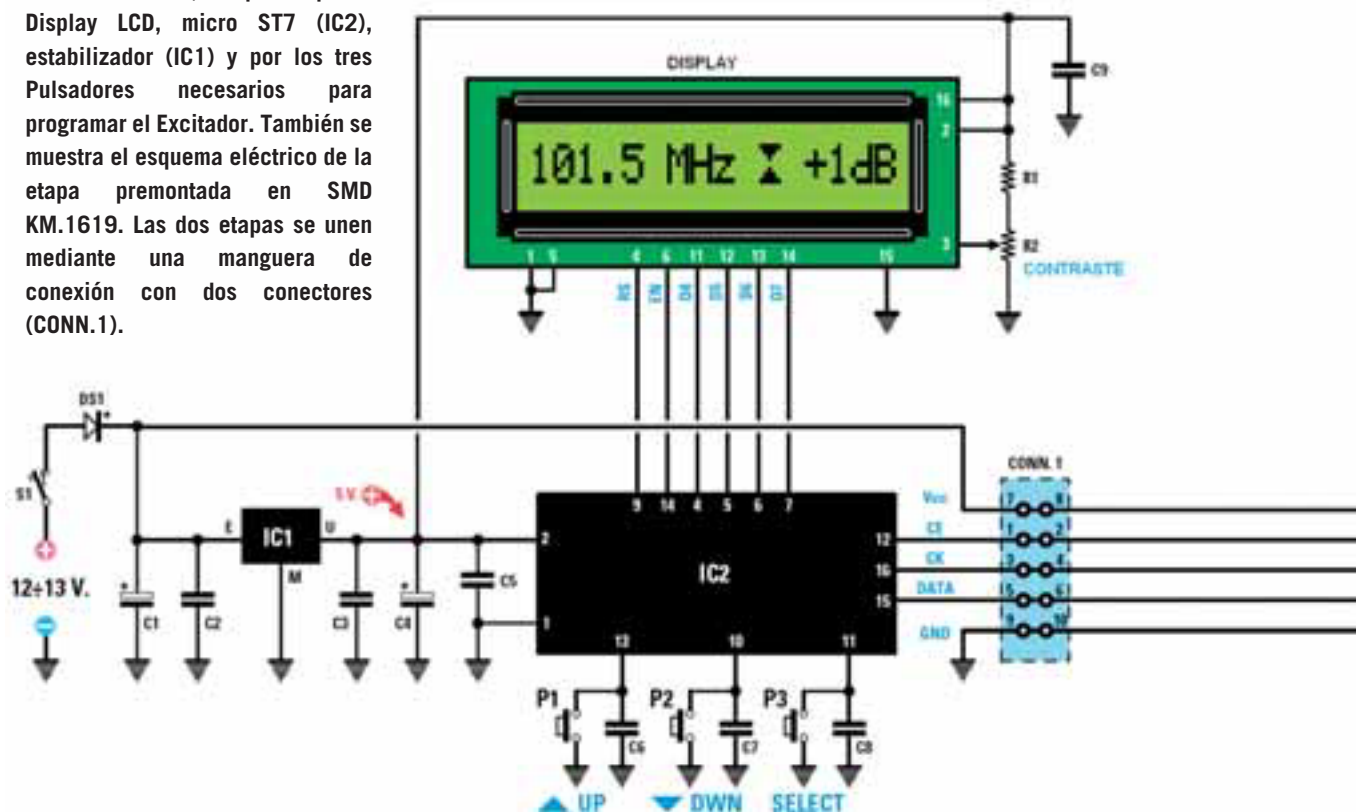 Display LCD, micro ST7 (IC2),
estabilizador (IC1) y por los tres
Pulsadores necesarios para
programar el Excitador. También se
muestra el esquema eléctrico de la
etapa premontada en SMD
KM.1619. Las dos etapas se unen
mediante una manguera de
conexión con dos conectores
(CONN.1).
DISPLAY
C9
16
2
101.5 MHz +1dB
R1
3
R2
CONTRASTE
1 5 4 6 11 12 13 14 15
RS EN D4 D5 D6 D7
DS1
S1
12÷13 V.
C1
C2
E
IC1
U
M
5 V
C3
C4
C5
9 14 4 5 6 7
2
1
IC2
12
16
15
13 10 11
Vcc
CE
CK
DATA
GND
CONN. 1
7 8
1 2
3 4
5 6
9 10
P1
C6
P2
C7
P3
C8
UP
DWN
SELECT